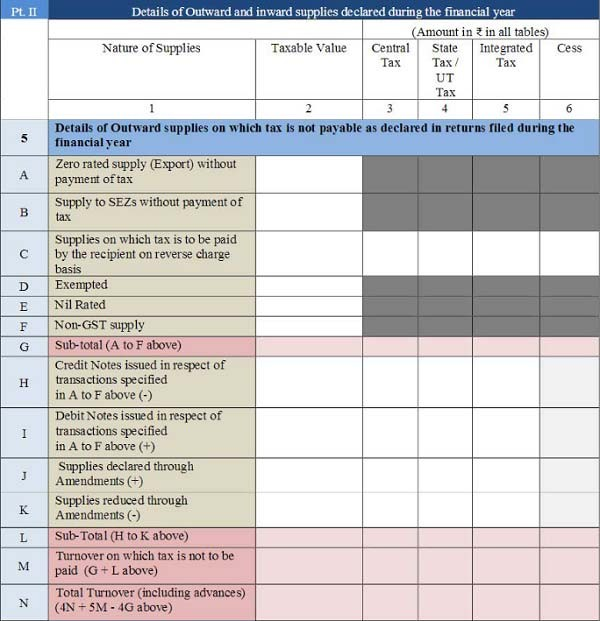 Pt. II Details of Outward and inward supplies declared during the financial year
(Amount in ₹ in all tables)
Nature of Supplies Taxable Value Central Tax State Tax / UT Tax Integrated Tax Cess
1 2 3 4 5 6
5 Details of Outward supplies on which tax is not payable as declared in returns filed during the
financial year
A Zero rated supply (Export) without
payment of tax
B Supply to SEZs without payment of
tax
C Supplies on which tax is to be paid
by the recipient on reverse charge
basis
D Exempted
E Nil Rated
F Non-GST supply
G Sub-total (A to F above)
H Credit Notes issued in respect of
transactions specified
in A to F above (-)
I Debit Notes issued in respect of
transactions specified
in A to F above (+)
J Supplies declared through
Amendments (+)
K Supplies reduced through
Amendments (-)
L Sub-Total (H to K above)
M Turnover on which tax is not to be
paid (G + L above)
N Total Turnover (including advances)
(4N + 5M - 4G above)